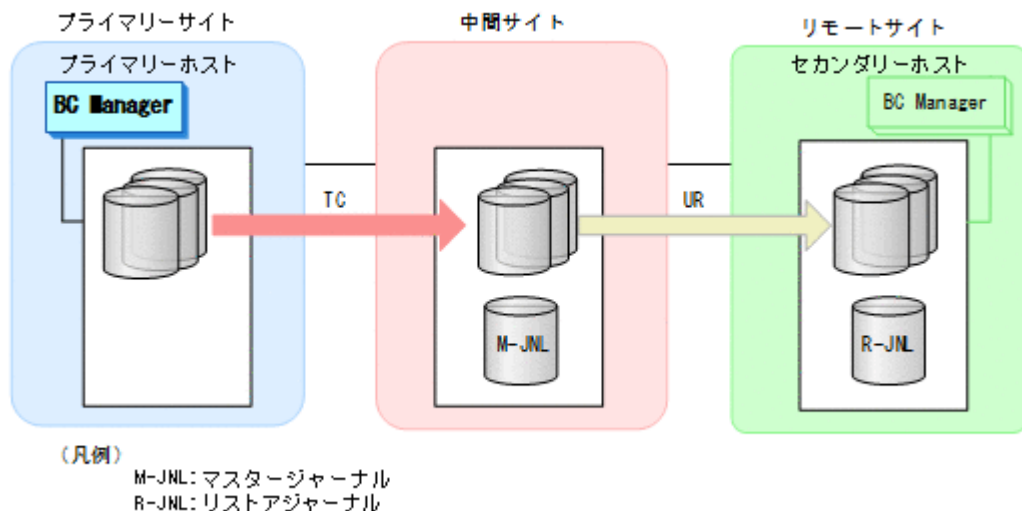 プライマリーサイト
中間サイト
リモートサイト
プライマリーホスト
セカンダリーホスト
BC Manager
BC Manager
TC
UR
M-JNL
R-JNL
(凡例)
M-JNL:マスタージャーナル
R-JNL:リストアジャーナル